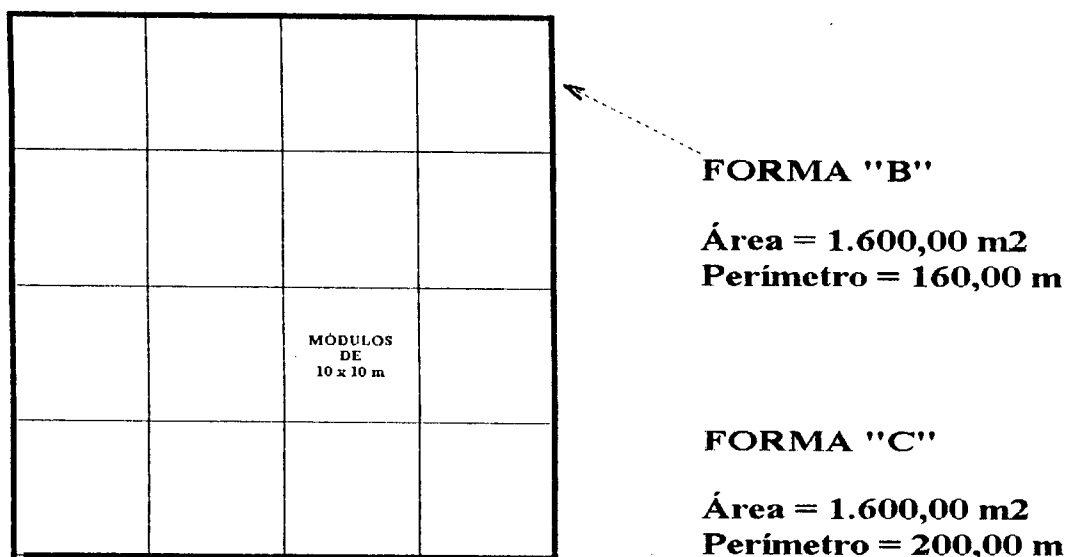 FORMA "B"
Área = 1.600,00 m2
Perímetro = 160,00 m
MÓDULOS
DE
10 x 10 m
FORMA "C"
Área = 1.600,00 m2
Perímetro = 200,00 m